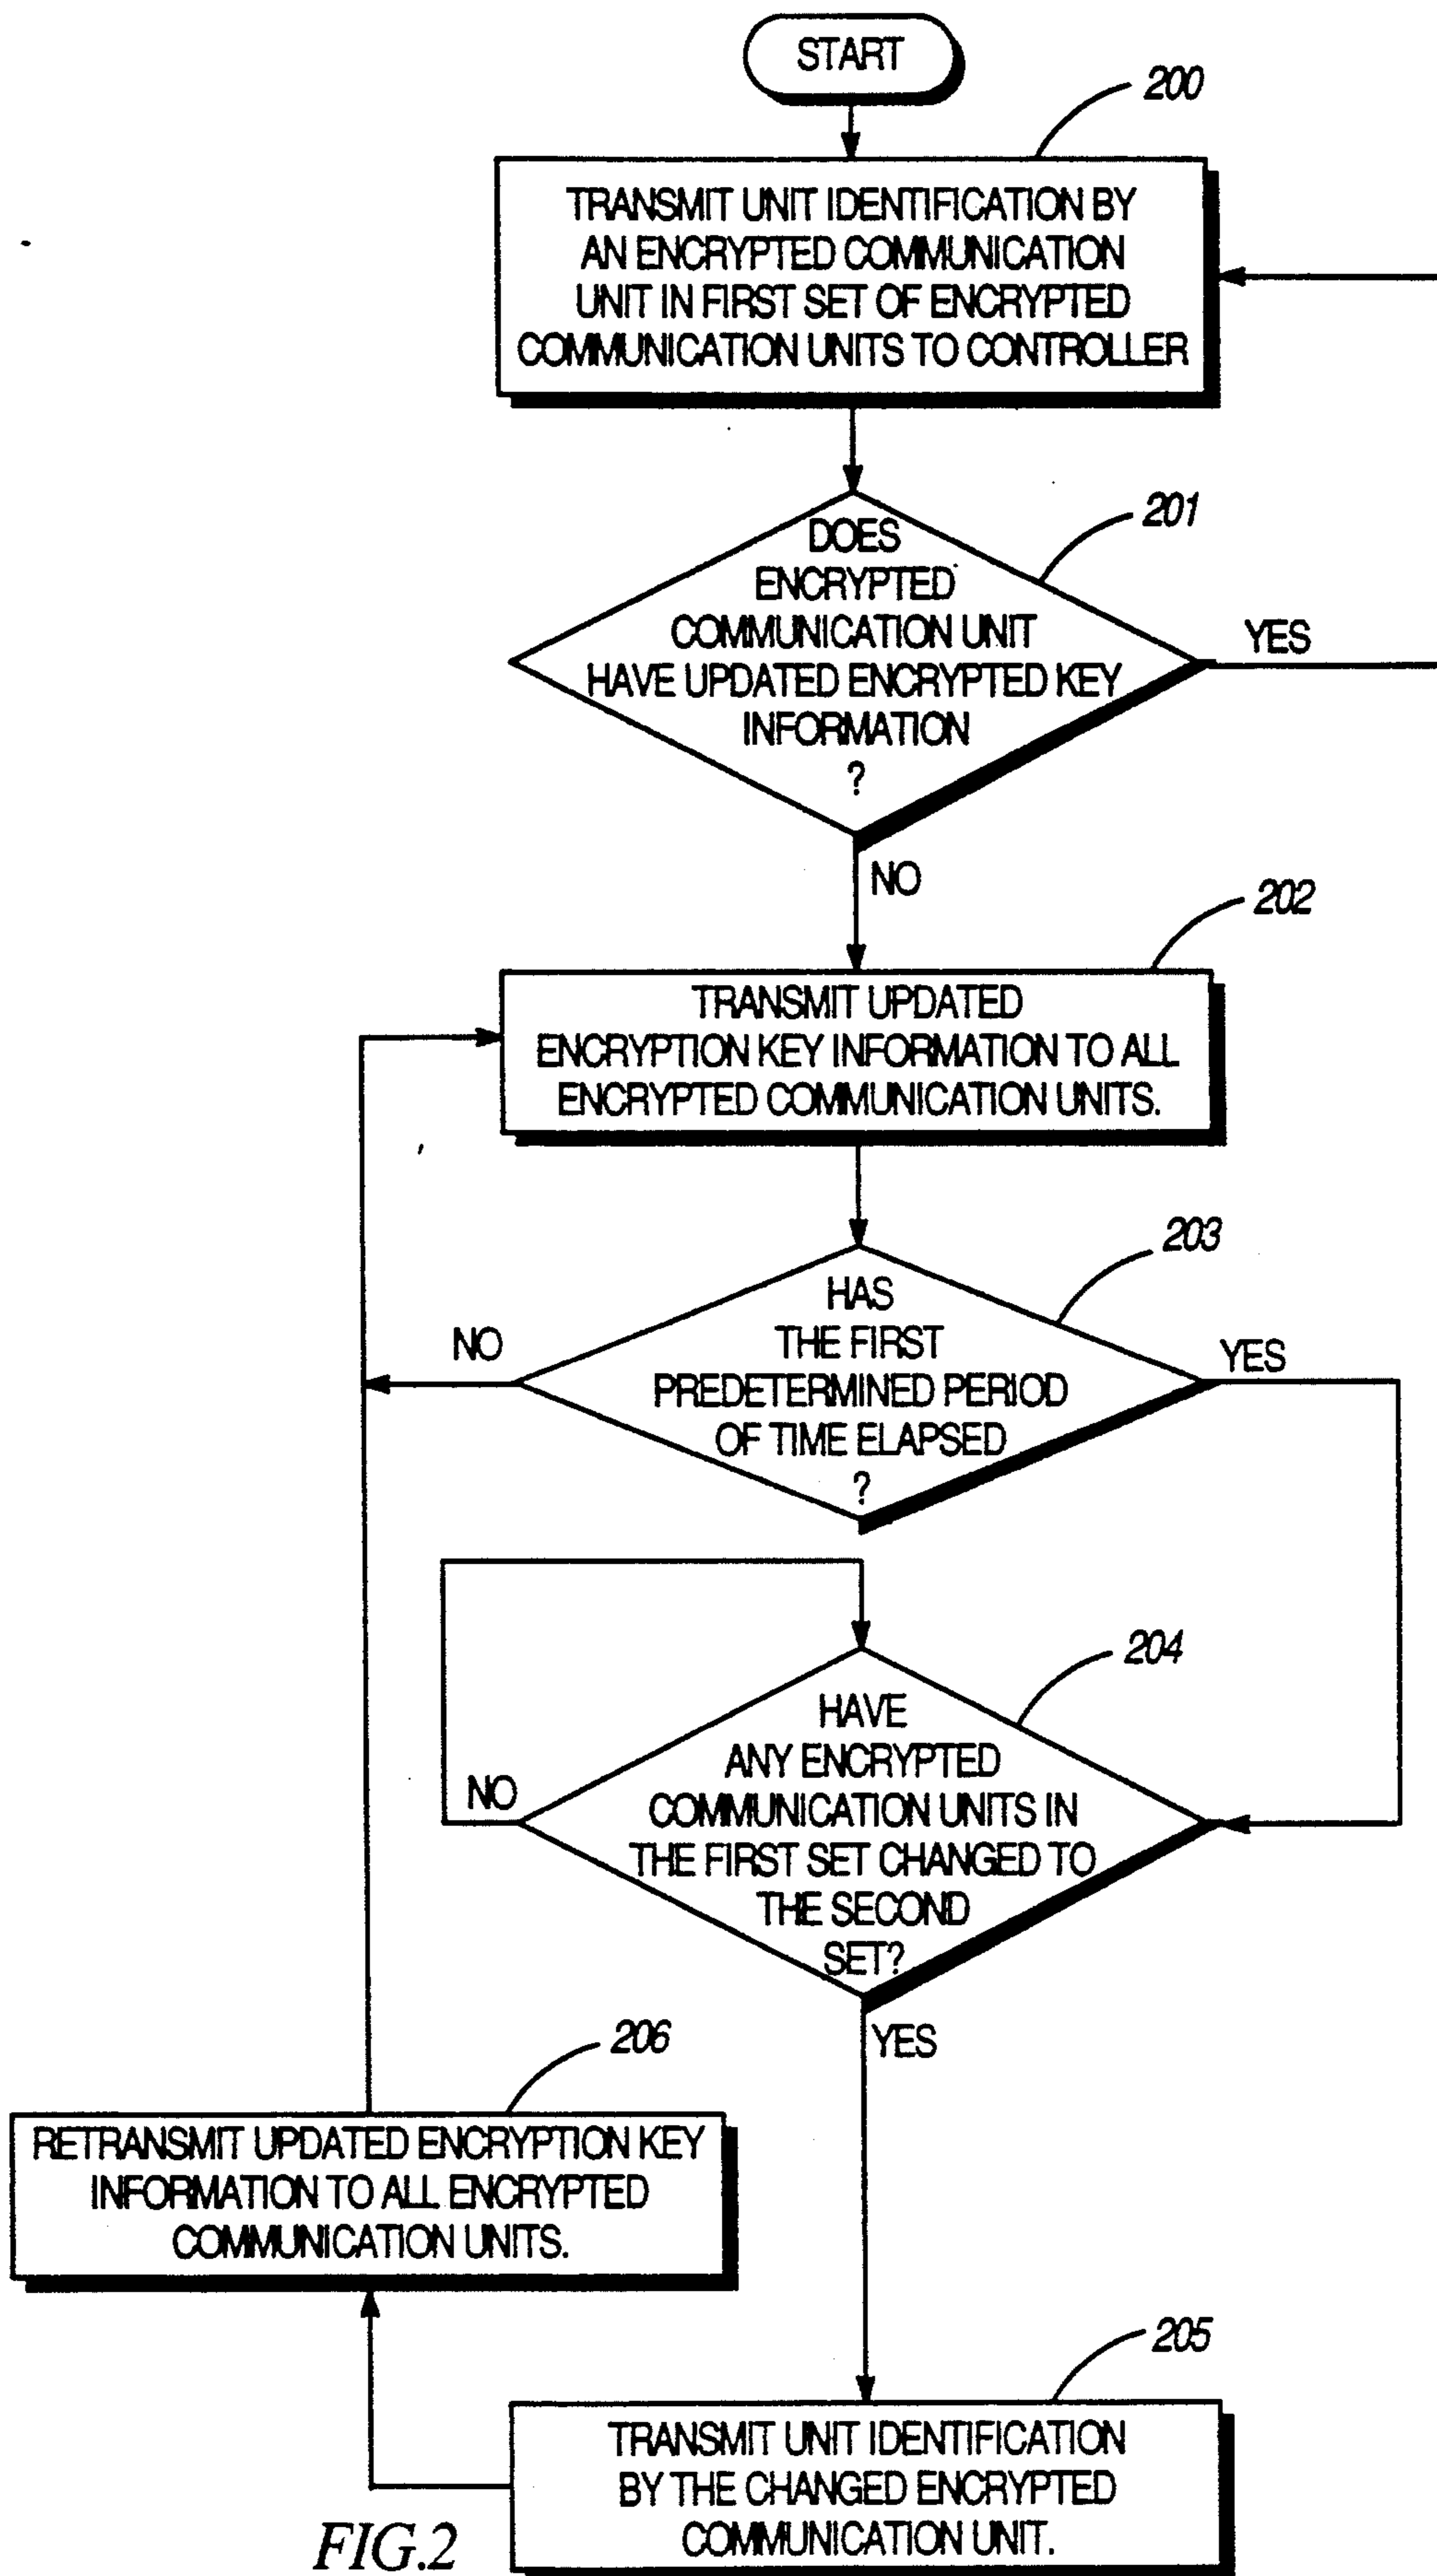 START
200
TRANSMIT UNIT IDENTIFICATION BY
AN ENCRYPTED COMMUNICATION
UNIT IN FIRST SET OF ENCRYPTED
COMMUNICATION UNITS TO CONTROLLER
201
DOES
ENCRYPTED
COMMUNICATION UNIT
HAVE UPDATED ENCRYPTED KEY
INFORMATION
?
YES
NO
202
TRANSMIT UPDATED
ENCRYPTION KEY INFORMATION TO ALL
ENCRYPTED COMMUNICATION UNITS.
203
HAS
THE FIRST
PREDETERMINED PERIOD
OF TIME ELAPSED
?
NO
YES
204
HAVE
ANY ENCRYPTED
COMMUNICATION UNITS IN
THE FIRST SET CHANGED TO
THE SECOND
SET?
NO
YES
206
RETRANSMIT UPDATED ENCRYPTION KEY
INFORMATION TO ALL ENCRYPTED
COMMUNICATION UNITS.
205
TRANSMIT UNIT IDENTIFICATION
BY THE CHANGED ENCRYPTED
COMMUNICATION UNIT.
FIG.2